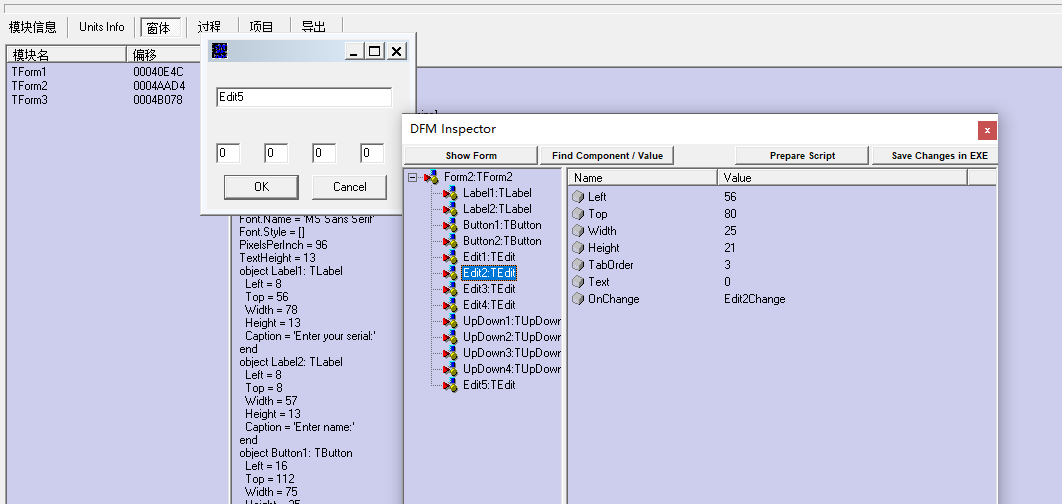 模块信息 Units Info 窗体 过程 项目 导出
模块名 偏移
TForm1 00040E4C
TForm2 0004AAD4
TForm3 0004B078
Edit5
0 0 0 0
OK Cancel
Font.Name = 'MS Sans Serif'
Font.Style = []
PixelsPerInch = 96
TextHeight = 13
object Label1: TLabel
Left = 8
Top = 56
Width = 78
Height = 13
Caption = 'Enter your serial:'
end
object Label2: TLabel
Left = 8
Top = 8
Width = 57
Height = 13
Caption = 'Enter name:'
end
object Button1: TButton
Left = 16
Top = 112
Width = 75
DFM Inspector
Show Form Find Component / Value Prepare Script Save Changes in EXE
Form2:TForm2
Label1:TLabel
Label2:TLabel
Button1:TButton
Button2:TButton
Edit1:TEdit
Edit2:TEdit
Edit3:TEdit
Edit4:TEdit
UpDown1:TUpDown
UpDown2:TUpDown
UpDown3:TUpDown
UpDown4:TUpDown
Edit5:TEdit
Name Value
Left 56
Top 80
Width 25
Height 21
TabOrder 3
Text 0
OnChange Edit2Change